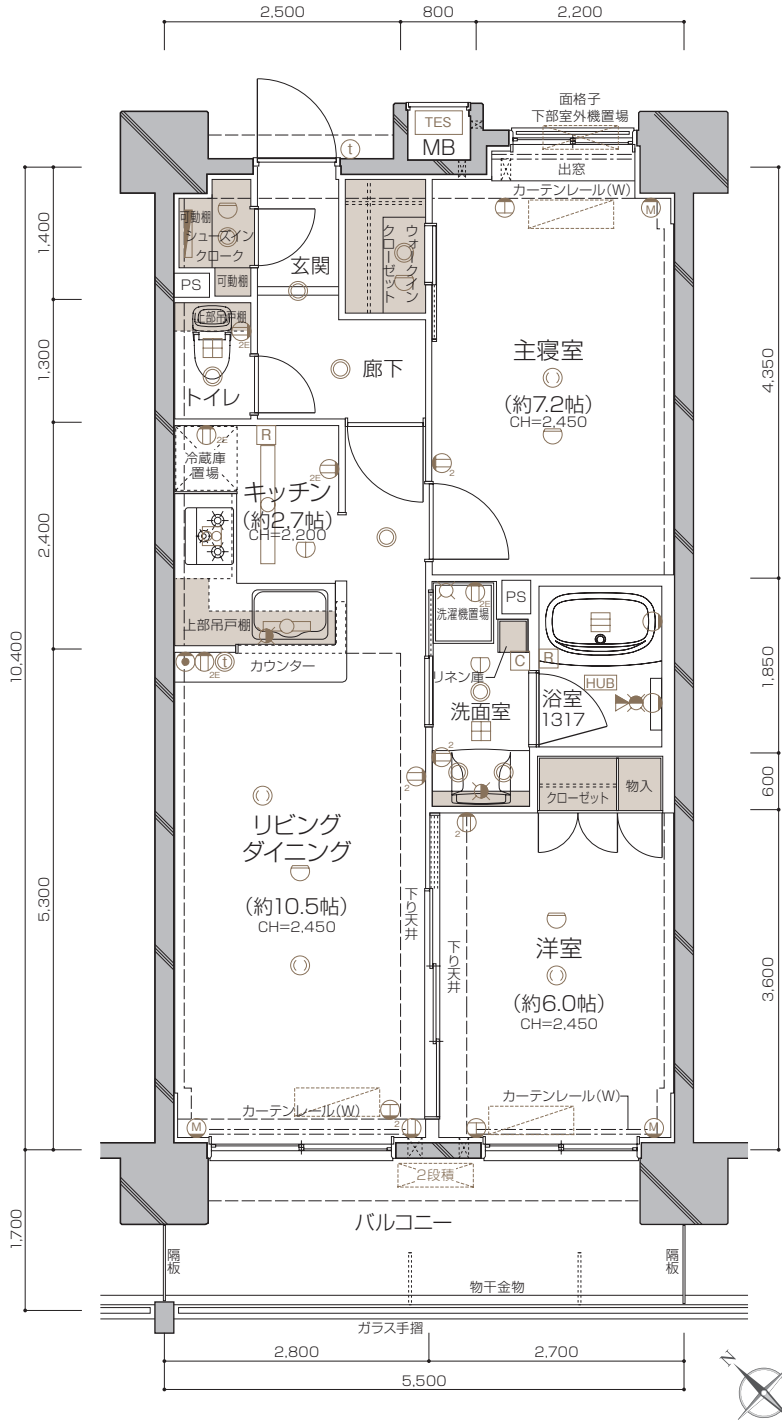 2,500
800
2,200
面格子
下部室外機置場
TES
MB
t
出窓
カーテンレール(W)
M
可動棚
シューズイン
クローク
可動棚
PS
玄関
ウォークイン
クローゼット
1,400
上部吊戸棚
2E
トイレ
廊下
主寝室
(約7.2帖)
CH=2,450
1,300
4,350
R
2E
冷蔵庫
置場
2E
2
キッチン
(約2.7帖)
CH=2,200
2,400
上部吊戸棚
洗濯機置場
2E
PS
2E
t
カウンター
リネン庫
C
R
HUB
洗面室
浴室
1317
1,850
10,400
2
2
クローゼット
物入
600
リビング
ダイニング
(約10.5帖)
CH=2,450
下り天井
2
下り天井
洋室
(約6.0帖)
CH=2,450
5,300
3,600
カーテンレール(W)
カーテンレール(W)
M
2
M
2段積
バルコニー
1,700
隔板
隔板
物干金物
ガラス手摺
2,800
2,700
5,500
N